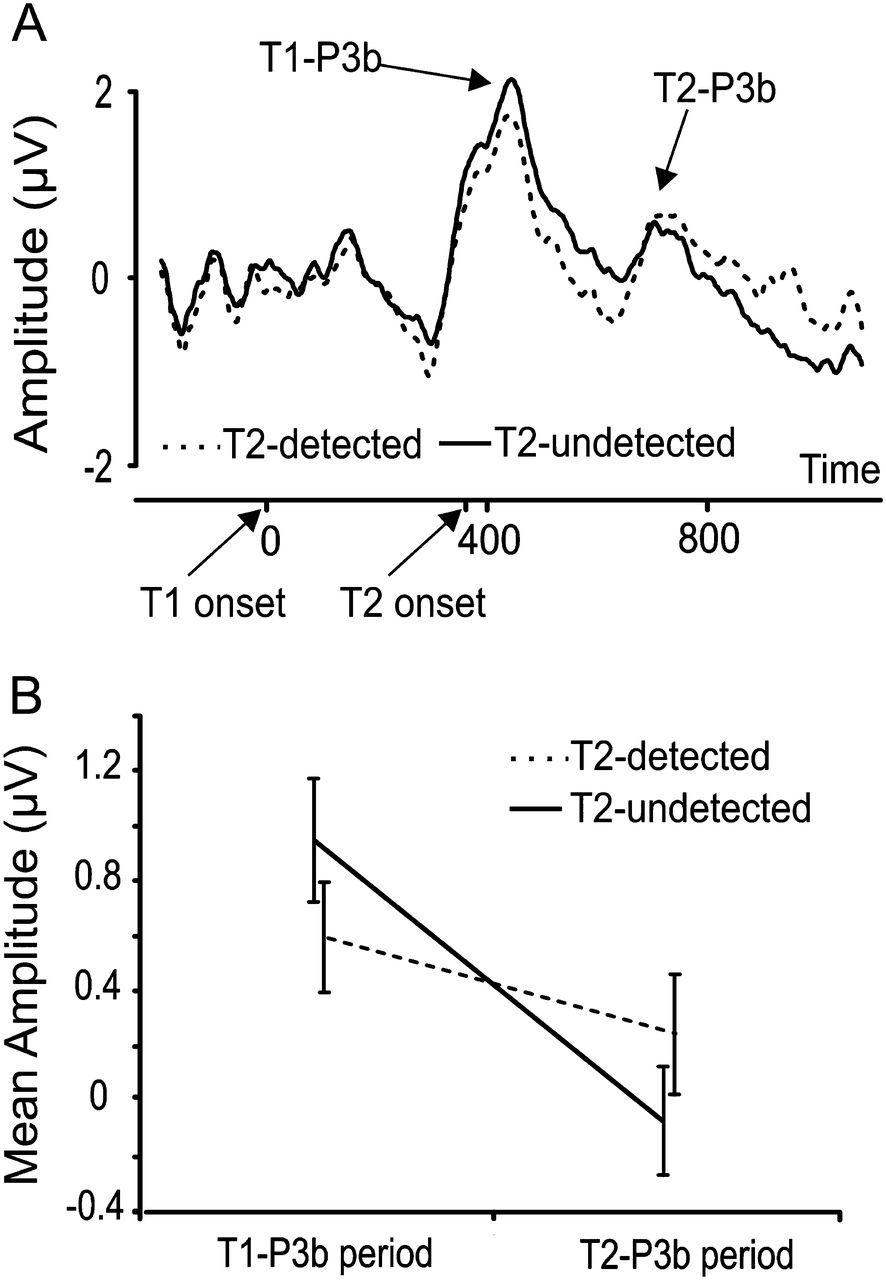 A
T1-P3b
T2-P3b
2
0
-2
Amplitude (μV)
T2-detected
T2-undetected
Time
0
400
800
T1 onset
T2 onset
B
T2-detected
T2-undetected
1.2
0.8
0.4
0
-0.4
Mean Amplitude (μV)
T1-P3b period
T2-P3b period